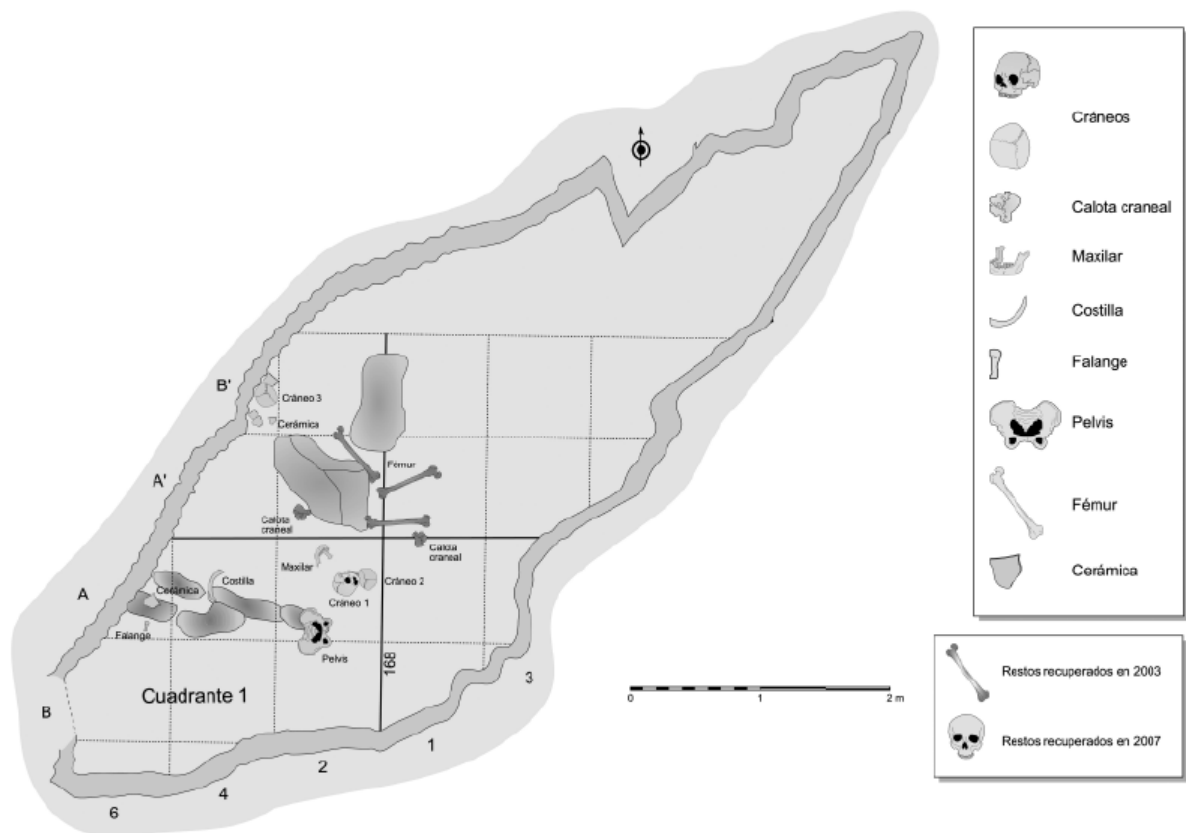 B'
Cráneo 3
Cerámica
A'
Fémur
Calota
craneal
Calota
craneal
Maxilar
A
Cerámica
Costilla
Cráneo 2
Cráneo 1
Falange
Pelvis
168
Cuadrante 1
B
3
1
2
4
6
0
1
2 m
Cráneos
Calota craneal
Maxilar
Costilla
Falange
Pelvis
Fémur
Cerámica
Restos recuperados en 2003
Restos recuperados en 2007